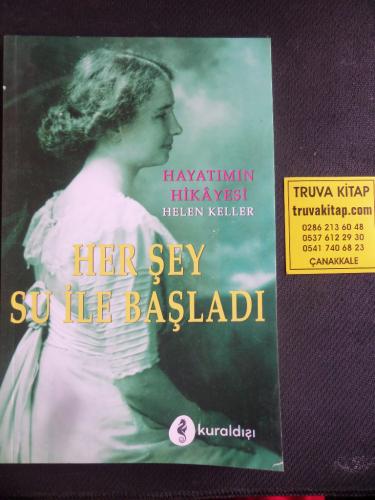 HAYATIMIN
HİKÂYESİ
HELEN KELLER
HER ŞEY
SU İLE BAŞLADI
kuraldışı
TRUVA KİTAP
truvakitap.com
0286 213 60 48
0537 612 29 30
0541 740 68 23
ÇANAKKALE